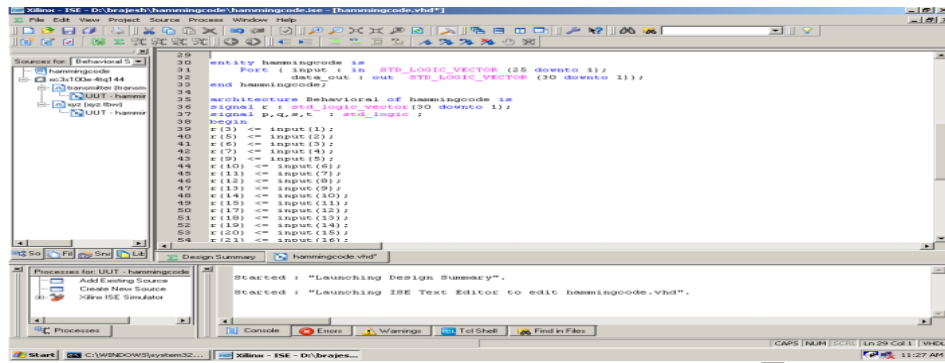 Xilinx - ISE - D:\brajesh\hammingcode\hammingcode.ise - [hammingcode.vhd*]
File Edit View Project Source Process Window Help
Sources for: Behavioral S
hammingcode
xc3s100e-4tq144
transmitter (transm
UUT - hammir
xyz (xyz.tbw)
UUT - hammir
So Fil Sna Lib
29
30 entity hammingcode is
31 Port ( input : in STD_LOGIC_VECTOR (25 downto 1);
32 data_out : out STD_LOGIC_VECTOR (30 downto 1));
33 end hammingcode;
34
35 architecture Behavioral of hammingcode is
36 signal r : std_logic_vector(30 downto 1);
37 signal p,q,s,t : std_logic ;
38 begin
39 r(3) <= input(1);
40 r(5) <= input(2);
41 r(6) <= input(3);
42 r(7) <= input(4);
43 r(9) <= input(5);
44 r(10) <= input(6);
45 r(11) <= input(7);
46 r(12) <= input(8);
47 r(13) <= input(9);
48 r(14) <= input(10);
49 r(15) <= input(11);
50 r(17) <= input(12);
51 r(18) <= input(13);
52 r(19) <= input(14);
53 r(20) <= input(15);
54 r(21) <= input(16);
Design Summary hammingcode.vhd*
Processes for: UUT - hammingcode
Add Existing Source
Create New Source
Xilinx ISE Simulator
Processes
Started : "Launching Design Summary".
Started : "Launching ISE Text Editor to edit hammingcode.vhd".
Console Errors Warnings Tcl Shell Find in Files
CAPS NUM SCRL Ln 29 Col 1 VHDL
Start C:\WINDOWS\system32... Xilinx - ISE - D:\brajes... 11:27 AM